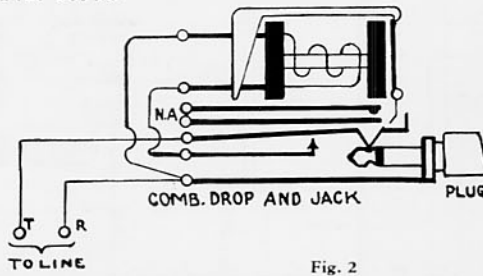 N.A
COMB. DROP AND JACK
PLUG
T R
TO LINE
Fig. 2